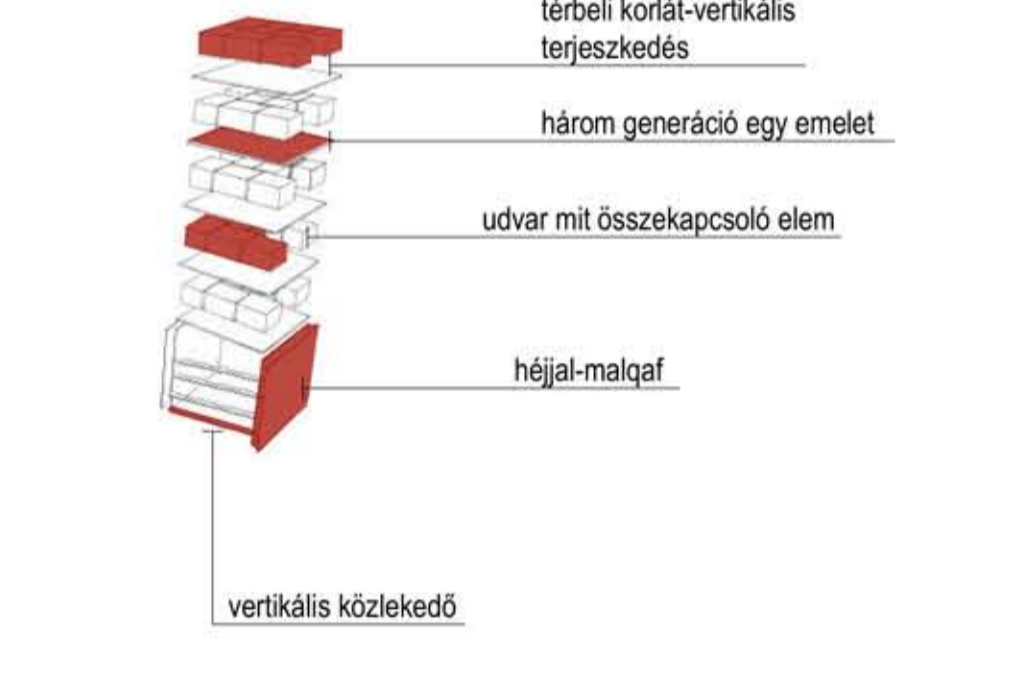 térbeli korlát-vertikális
terjeszkedés
három generáció egy emelet
udvar mit összekapcsoló elem
héjjal-malqaf
vertikális közlekedő